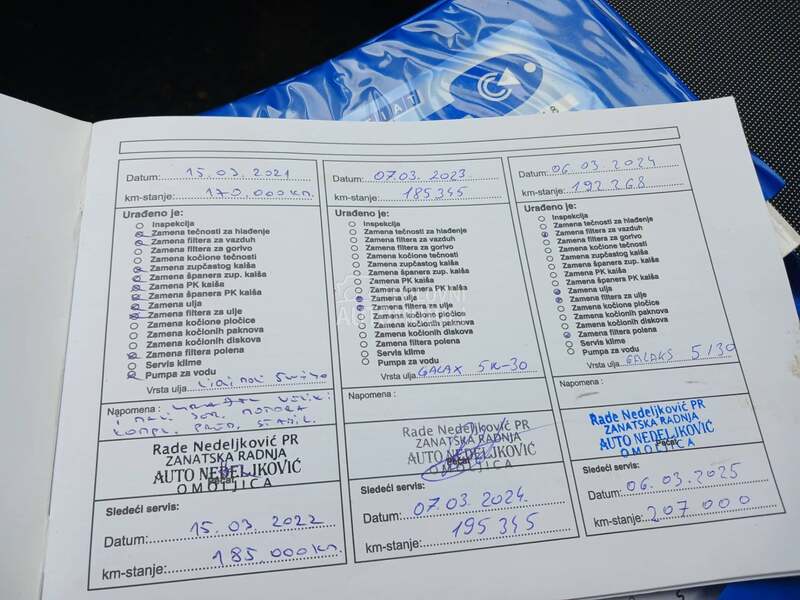 FIAT
Datum: 15.03.2021
km-stanje: 170.000 km.
Urađeno je:
Inspekcija
Zamena tečnosti za hlađenje
Zamena filtera za vazduh
Zamena filtera za gorivo
Zamena kočione tečnosti
Zamena zupčastog kaiša
Zamena španera zup. kaiša
Zamena PK kaiša
Zamena španera PK kaiša
Zamena ulja
Zamena filtera za ulje
Zamena kočione pločice
Zamena kočionih paknova
Zamena kočionih diskova
Zamena filtera polena
Servis klime
Pumpa za vodu
Vrsta ulja
Napomena :
Rade Nedeljković PR
ZANATSKA RADNJA
AUTO NEDELJKOVIĆ
Pečat
OMOLJICA
Sledeći servis:
Datum: 15.03.2022
km-stanje: 185.000 km.
Datum: 07.03.2023
km-stanje: 185345
Urađeno je:
Inspekcija
Zamena tečnosti za hlađenje
Zamena filtera za vazduh
Zamena filtera za gorivo
Zamena kočione tečnosti
Zamena zupčastog kaiša
Zamena španera zup. kaiša
Zamena PK kaiša
Zamena španera PK kaiša
Zamena ulja
Zamena filtera za ulje
Zamena kočione pločice
Zamena kočionih paknova
Zamena kočionih diskova
Zamena filtera polena
Servis klime
Pumpa za vodu
Vrsta ulja GALAX 5w-30
Napomena:
Rade Nedeljković PR
ZANATSKA RADNJA
AUTO NEDELJKOVIĆ
Pečat
OMOLJICA
Sledeći servis:
Datum: 07.03.2024
km-stanje: 195345
Datum: 06.03.2024
km-stanje: 192268
Urađeno je:
Inspekcija
Zamena tečnosti za hlađenje
Zamena filtera za vazduh
Zamena filtera za gorivo
Zamena kočione tečnosti
Zamena zupčastog kaiša
Zamena španera zup. kaiša
Zamena PK kaiša
Zamena španera PK kaiša
Zamena ulja
Zamena filtera za ulje
Zamena kočione pločice
Zamena kočionih paknova
Zamena kočionih diskova
Zamena filtera polena
Servis klime
Pumpa za vodu
Vrsta ulja GALAKS 5/30
Napomena:
Rade Nedeljković PR
ZANATSKA RADNJA
AUTO NEDELJKOVIĆ
Pečat
OMOLJICA
Sledeći servis:
Datum: 06.03.2025
km-stanje: 207000